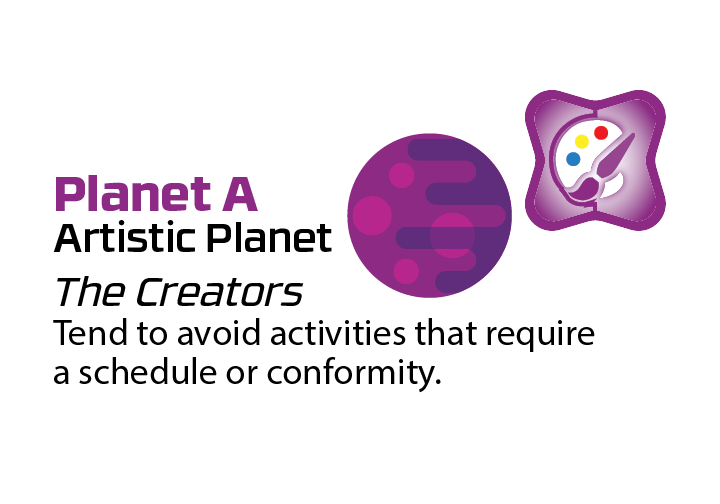 Planet A
Artistic Planet
The Creators
Tend to avoid activities that require
a schedule or conformity.